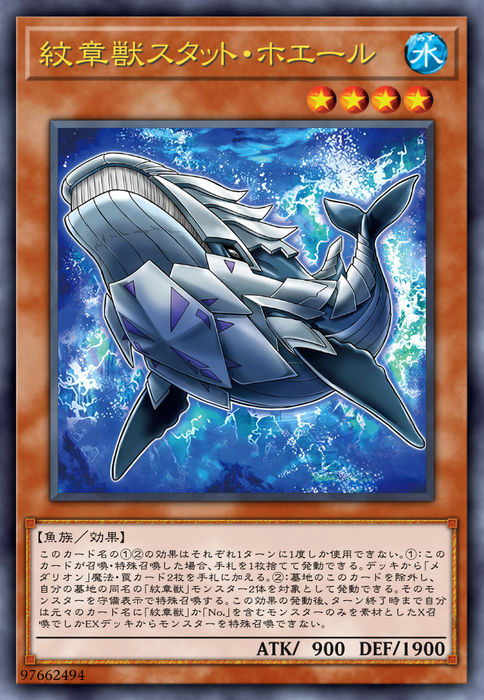 紋章獣スタット・ホエール
みず
水
【魚族／効果】
このカード名の①②の効果はそれぞれ1ターンに1度しか使用できない。①:こ
のカードが召喚・特殊召喚した場合、手札を1枚捨てて発動できる。デッキから「メ
ダリオン」魔法・罠カード2枚を手札に加える。②:墓地のこのカードを除外し、
自分の墓地の同名の「紋章獣」モンスター2体を対象として発動できる。そのモ
ンスターを守備表示で特殊召喚する。この効果の発動後、ターン終了時まで自分
は元々のカード名に「紋章獣」か「No.」を含むモンスターのみを素材としたX召
喚でしかEXデッキからモンスターを特殊召喚できない。
ATK/ 900 DEF/1900
97662494